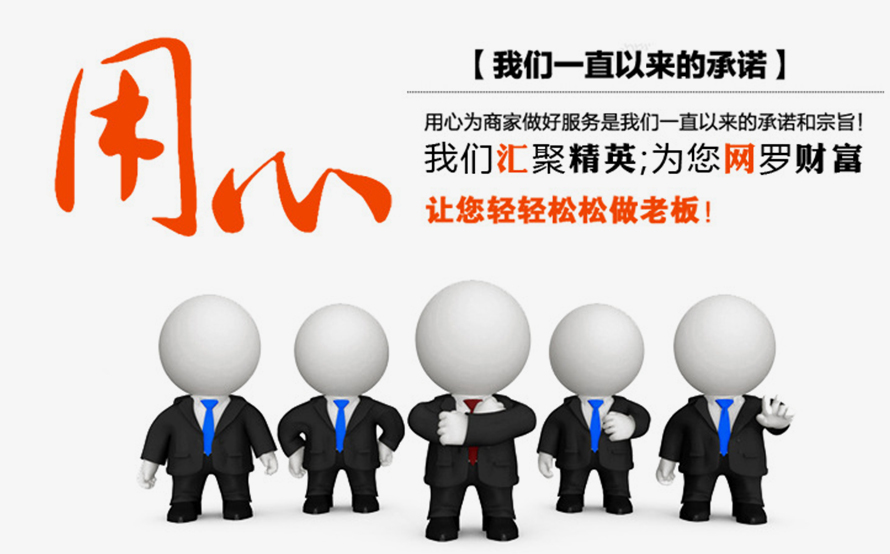 用心
【我们一直以来的承诺】
用心为商家做好服务是我们一直以来的承诺和宗旨!
我们汇聚精英;为您网罗财富
让您轻轻松松做老板!